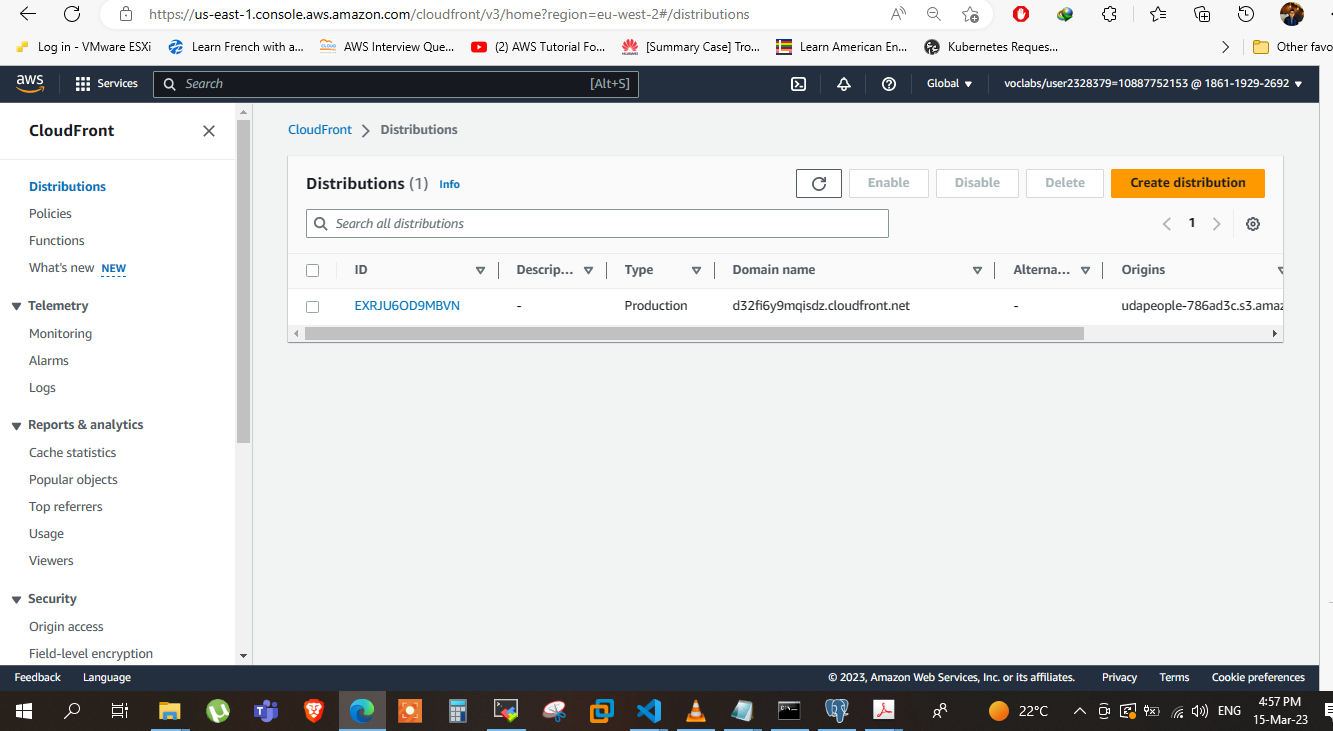 https://us-east-1.console.aws.amazon.com/cloudfront/v3/home?region=eu-west-2#/distributions
Log in - VMware ESXi Learn French with a... AWS Interview Que... (2) AWS Tutorial Fo... [Summary Case] Tro... Learn American En... Kubernetes Reques... Other favo
aws Services Search [Alt+S] Global voclabs/user2328379=10887752153 @ 1861-1929-2692
CloudFront
Distributions
Policies
Functions
What's new NEW
Telemetry
Monitoring
Alarms
Logs
Reports & analytics
Cache statistics
Popular objects
Top referrers
Usage
Viewers
Security
Origin access
Field-level encryption
CloudFront > Distributions
Distributions (1) Info Enable Disable Delete Create distribution
Search all distributions 1
ID Descrip... Type Domain name Alterna... Origins
EXRJU6OD9MBVN - Production d32fi6y9mqisdz.cloudfront.net - udapeople-786ad3c.s3.amaz
Feedback Language © 2023, Amazon Web Services, Inc. or its affiliates. Privacy Terms Cookie preferences
22°C ENG 4:57 PM
15-Mar-23